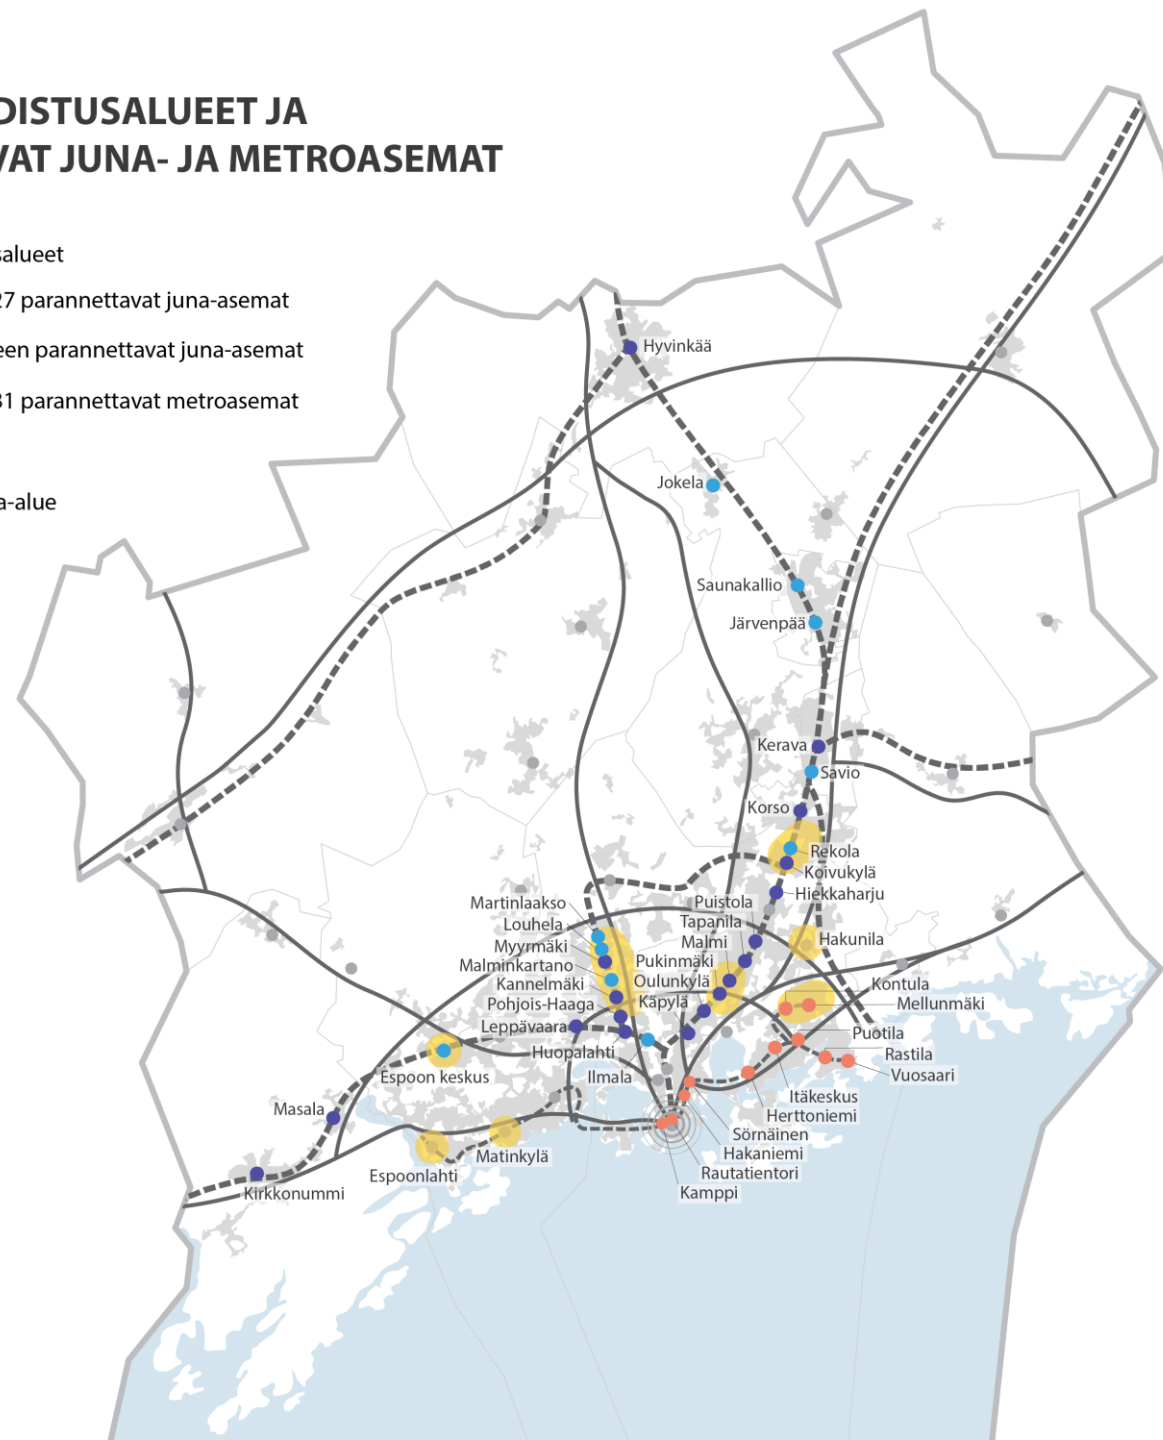 DISTUSALUEET JA
VAT JUNA- JA METROASEMAT
salueet
27 parannettavat juna-asemat
een parannettavat juna-asemat
31 parannettavat metroasemat
a-alue
Hyvinkää
Jokela
Saunakallio
Järvenpää
Kerava
Savio
Korso
Rekola
Koivukylä
Hiekkaharju
Martinlaakso
Puistola
Louhela
Tapanila
Myyrmäki
Malmi
Hakunila
Malminkartano
Pukinmäki
Kannelmäki
Oulunkylä
Kontula
Pohjois-Haaga
Käpylä
Mellunmäki
Leppävaara
Puotila
Huopalahti
Rastila
Espoon keskus
Ilmala
Vuosaari
Itäkeskus
Masala
Herttoniemi
Sörnäinen
Matinkylä
Hakaniemi
Espoonlahti
Rautatientori
Kirkkonummi
Kamppi